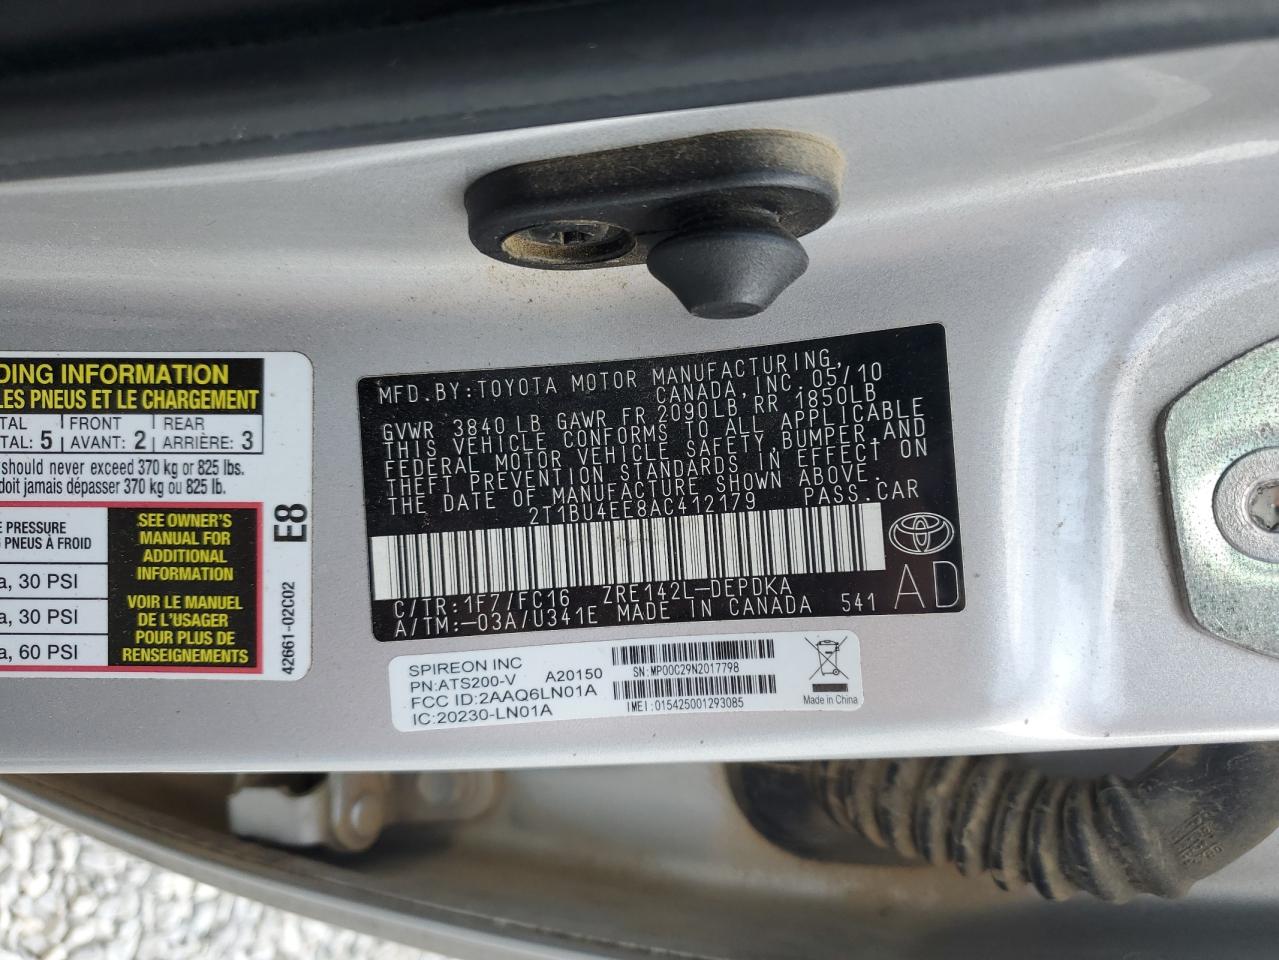 DING INFORMATION
LES PNEUS ET LE CHARGEMENT
TAL FRONT REAR
TAL: 5 AVANT: 2 ARRIÈRE: 3
should never exceed 370 kg or 825 lbs.
doit jamais dépasser 370 kg ou 825 lb.
E PRESSURE
PNEUS À FROID
a, 30 PSI
a, 30 PSI
a, 60 PSI
SEE OWNER'S
MANUAL FOR
ADDITIONAL
INFORMATION
VOIR LE MANUEL
DE L'USAGER
POUR PLUS DE
RENSEIGNEMENTS
E8
42661-02C02
MFD.BY:TOYOTA MOTOR MANUFACTURING,
CANADA, INC. 05/10
GVWR 3840 LB GAWR FR 2090LB RR 1850LB
THIS VEHICLE CONFORMS TO ALL APPLICABLE
FEDERAL MOTOR VEHICLE SAFETY, BUMPER, AND
THEFT PREVENTION STANDARDS IN EFFECT ON
THE DATE OF MANUFACTURE SHOWN ABOVE.
2T1BU4EE8AC412179 PASS.CAR
C/TR:1F7/FC16 ZRE142L-DEPDKA
A/TM:-03A/U341E MADE IN CANADA 541
AD
SPIREON INC
PN:ATS200-V A20150
FCC ID:2AAQ6LN01A
IC:20230-LN01A
SN:MP00C29N2017798
IMEI:015425001293085
Made in China